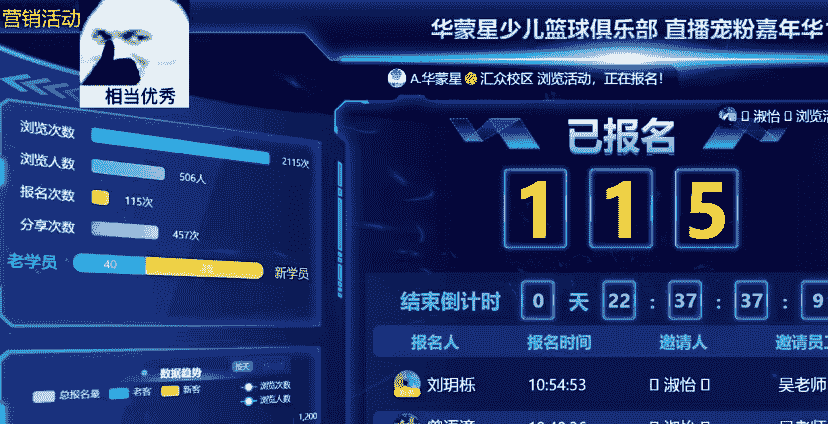 营销活动
相当优秀
华蒙星少儿篮球俱乐部 直播宠粉嘉年华
A.华蒙星 汇众校区 浏览活动，正在报名！
淑怡 浏览活
浏览次数 2115次
浏览人数 506人
报名次数 115次
分享次数 457次
老学员 40 新学员
已报名
115
结束倒计时 0 天 22 : 37 : 37 : 9
报名人 报名时间 邀请人 邀请员工
刘玥栎 10:54:53 淑怡 吴老师
数据趋势
按天
总报名量 老客 新客 浏览次数
浏览人数
1,200